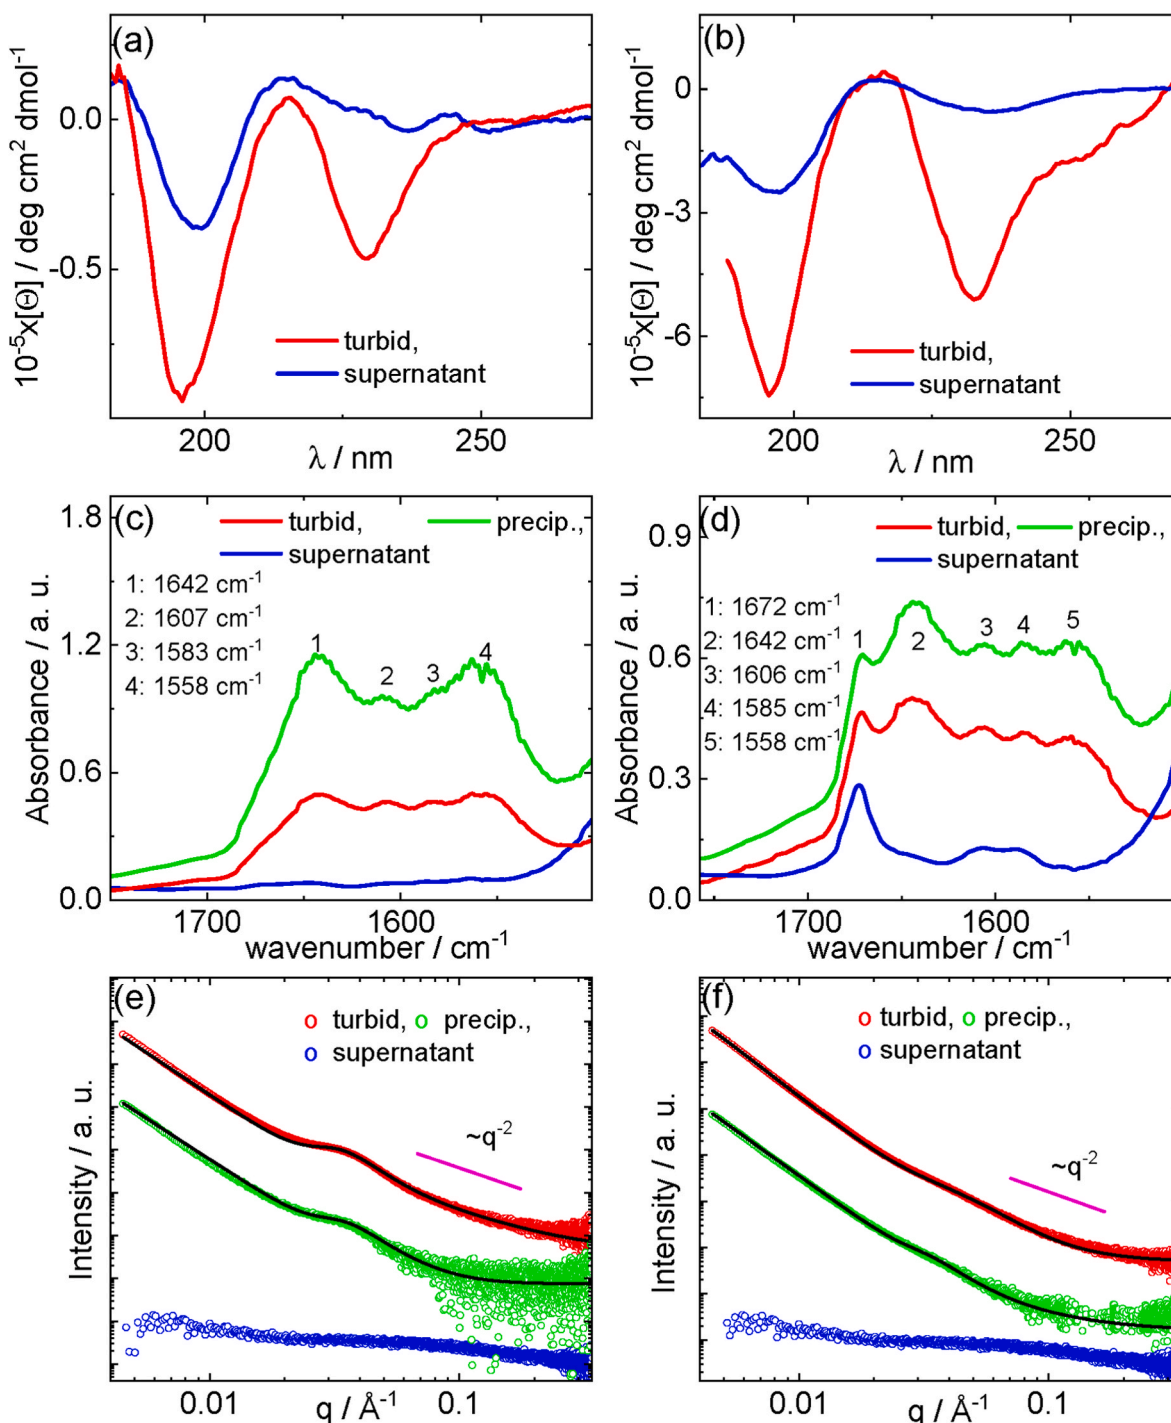 (a)
0.0
-0.5
10⁻⁵x[Θ] / deg cm² dmol⁻¹
turbid,
supernatant
200
250
λ / nm
(b)
0
-3
-6
10⁻⁵x[Θ] / deg cm² dmol⁻¹
turbid,
supernatant
200
250
λ / nm
(c)
1.8
1.2
0.6
0.0
Absorbance / a. u.
turbid,
precip.,
supernatant
1: 1642 cm⁻¹
2: 1607 cm⁻¹
3: 1583 cm⁻¹
4: 1558 cm⁻¹
1
2
3
4
1700
1600
wavenumber / cm⁻¹
(d)
0.9
0.6
0.3
0.0
Absorbance / a. u.
turbid,
precip.,
supernatant
1: 1672 cm⁻¹
2: 1642 cm⁻¹
3: 1606 cm⁻¹
4: 1585 cm⁻¹
5: 1558 cm⁻¹
1
2
3
4
5
1700
1600
wavenumber / cm⁻¹
(e)
turbid,
precip.,
supernatant
~q⁻²
Intensity / a. u.
0.01
0.1
q / Å⁻¹
(f)
turbid,
precip.,
supernatant
~q⁻²
Intensity / a. u.
0.01
0.1
q / Å⁻¹